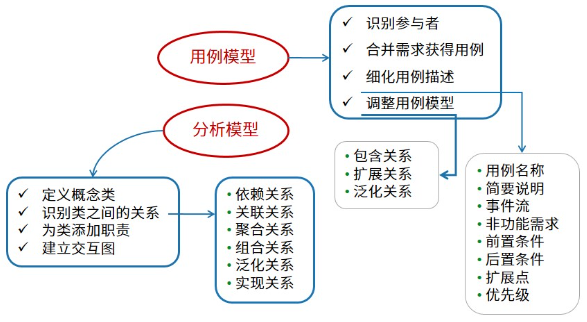 用例模型
✓ 识别参与者
✓ 合并需求获得用例
✓ 细化用例描述
✓ 调整用例模型
分析模型
• 包含关系
• 扩展关系
• 泛化关系
• 用例名称
• 简要说明
• 事件流
• 非功能需求
• 前置条件
• 后置条件
• 扩展点
• 优先级
✓ 定义概念类
✓ 识别类之间的关系
✓ 为类添加职责
✓ 建立交互图
• 依赖关系
• 关联关系
• 聚合关系
• 组合关系
• 泛化关系
• 实现关系